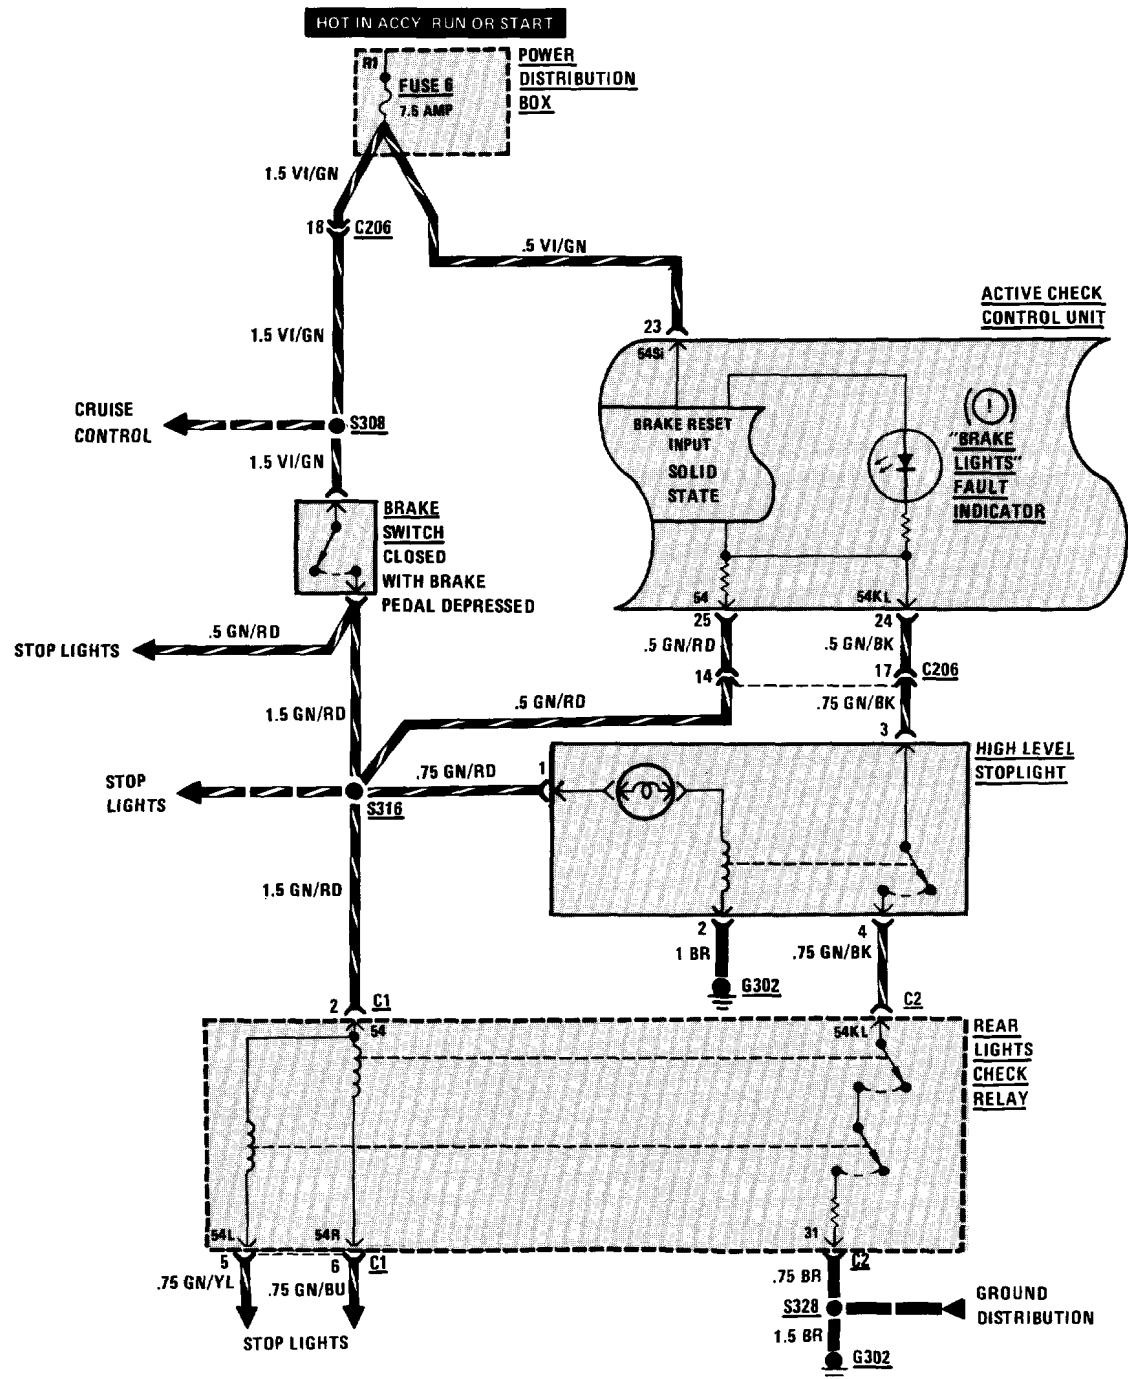 HOT IN ACCY RUN OR START
R1
FUSE 6
7.5 AMP
POWER
DISTRIBUTION
BOX
1.5 VI/GN
18
C206
.5 VI/GN
1.5 VI/GN
23
ACTIVE CHECK
CONTROL UNIT
54Si
CRUISE
CONTROL
S308
1.5 VI/GN
BRAKE RESET
INPUT
SOLID
STATE
(!)
"BRAKE
LIGHTS"
FAULT
INDICATOR
BRAKE
SWITCH
CLOSED
WITH BRAKE
PEDAL DEPRESSED
54
54KL
25
24
.5 GN/RD
STOP LIGHTS
.5 GN/RD
.5 GN/BK
14
17
C206
1.5 GN/RD
.5 GN/RD
.75 GN/BK
3
HIGH LEVEL
STOPLIGHT
STOP
LIGHTS
.75 GN/RD
1
S316
1.5 GN/RD
2
1 BR
4
.75 GN/BK
G302
2
C1
C2
54
54KL
REAR
LIGHTS
CHECK
RELAY
54L
54R
31
5
6
C1
C2
.75 GN/YL
.75 GN/BU
.75 BR
S328
GROUND
DISTRIBUTION
STOP LIGHTS
1.5 BR
G302